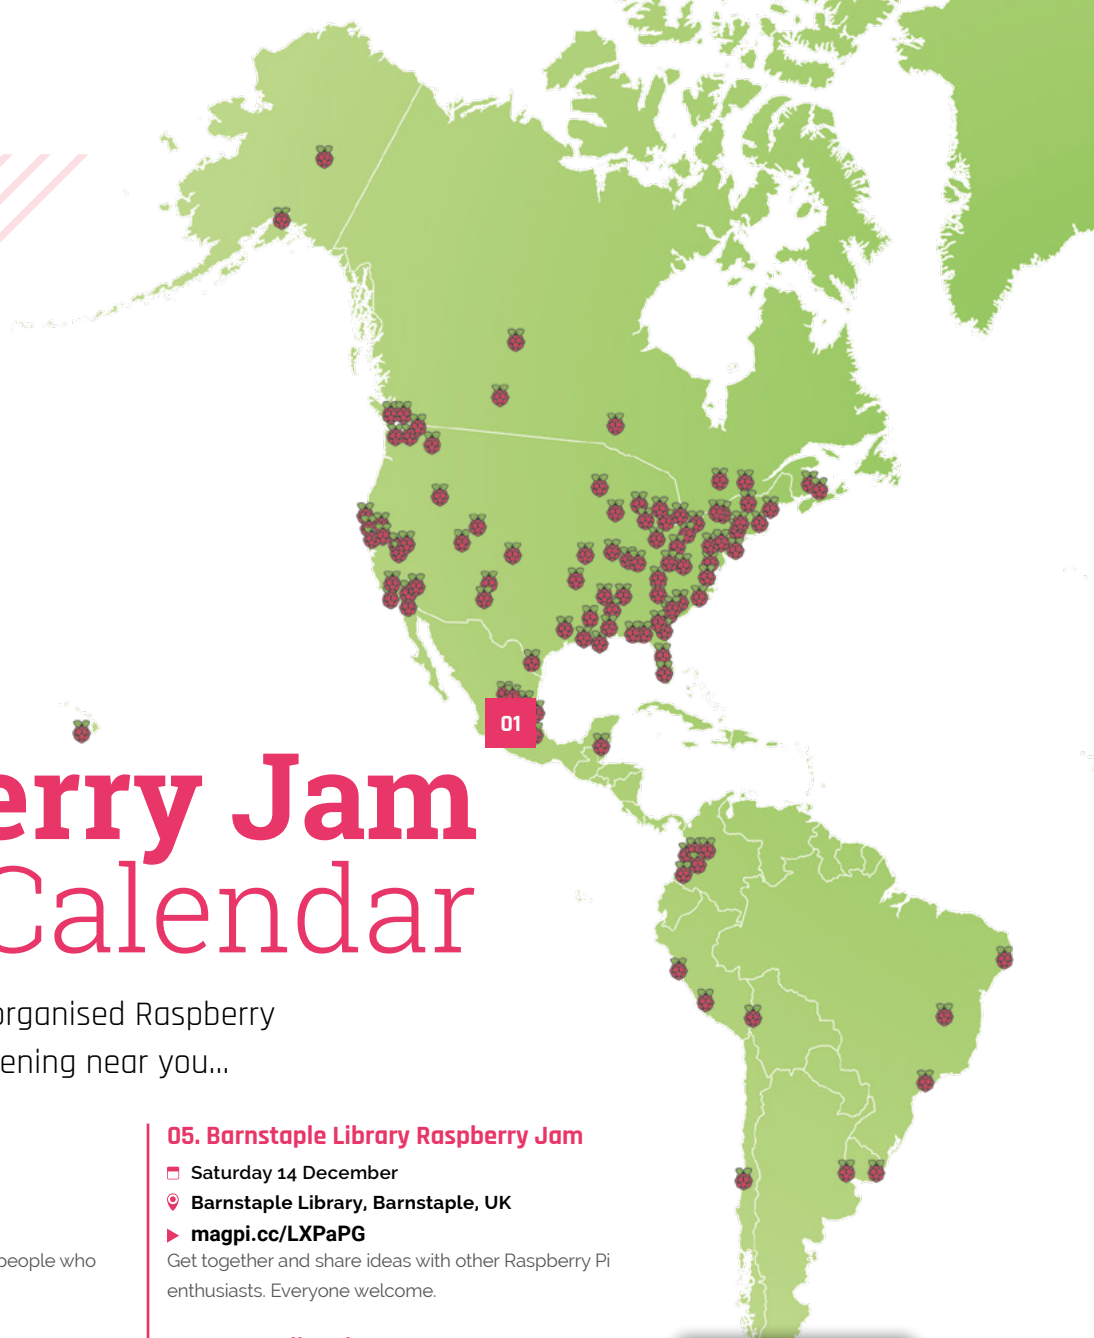 01
erry Jam
Calendar
organised Raspberry
ening near you...
people who
05. Barnstaple Library Raspberry Jam
Saturday 14 December
Barnstaple Library, Barnstaple, UK
magpi.cc/LXPaPG
Get together and share ideas with other Raspberry Pi
enthusiasts. Everyone welcome.